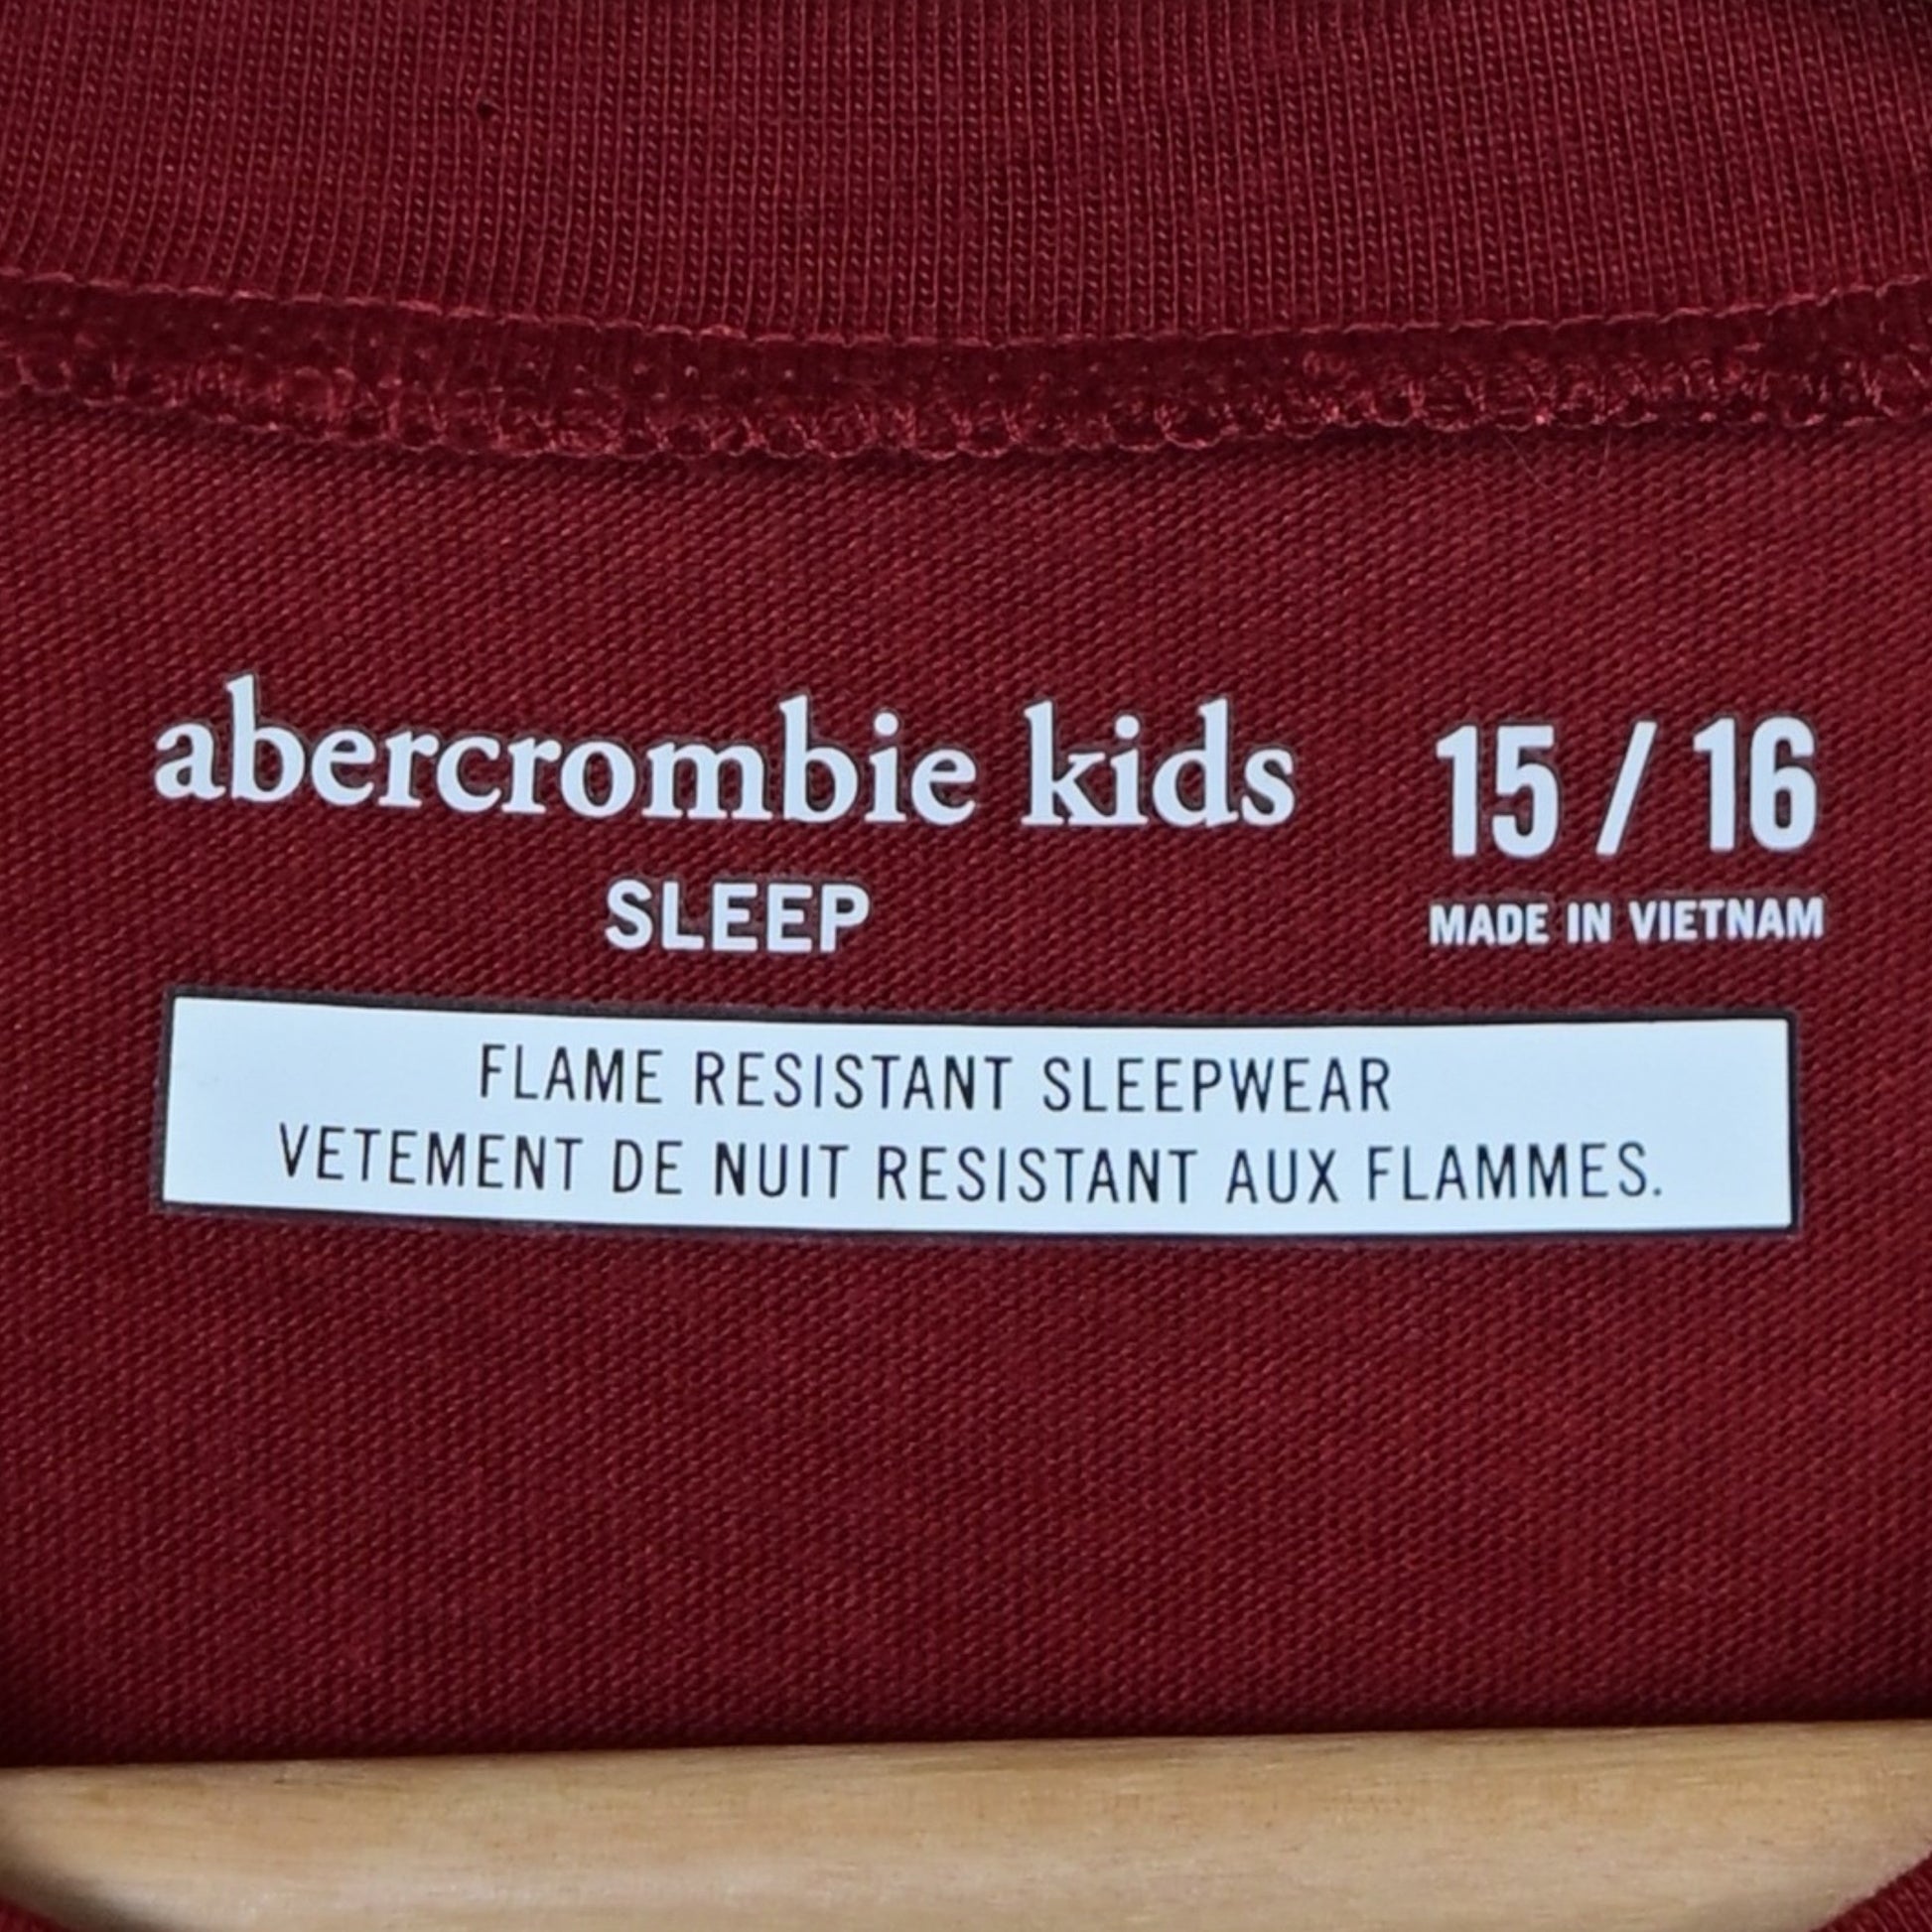 abercrombie kids
SLEEP
15 / 16
MADE IN VIETNAM
FLAME RESISTANT SLEEPWEAR
VETEMENT DE NUIT RESISTANT AUX FLAMMES.